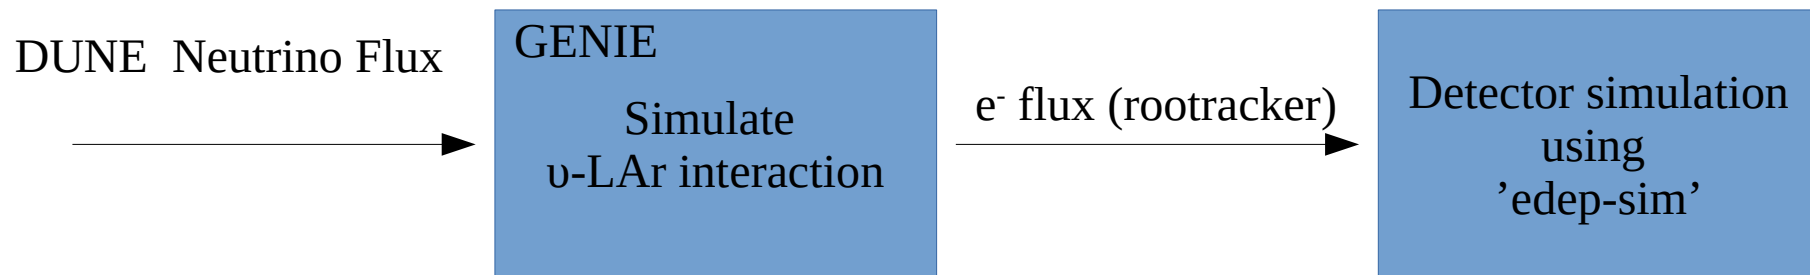 DUNE  Neutrino Flux
GENIE
Simulate
υ-LAr interaction
e⁻ flux (rootracker)
Detector simulation
using
’edep-sim’